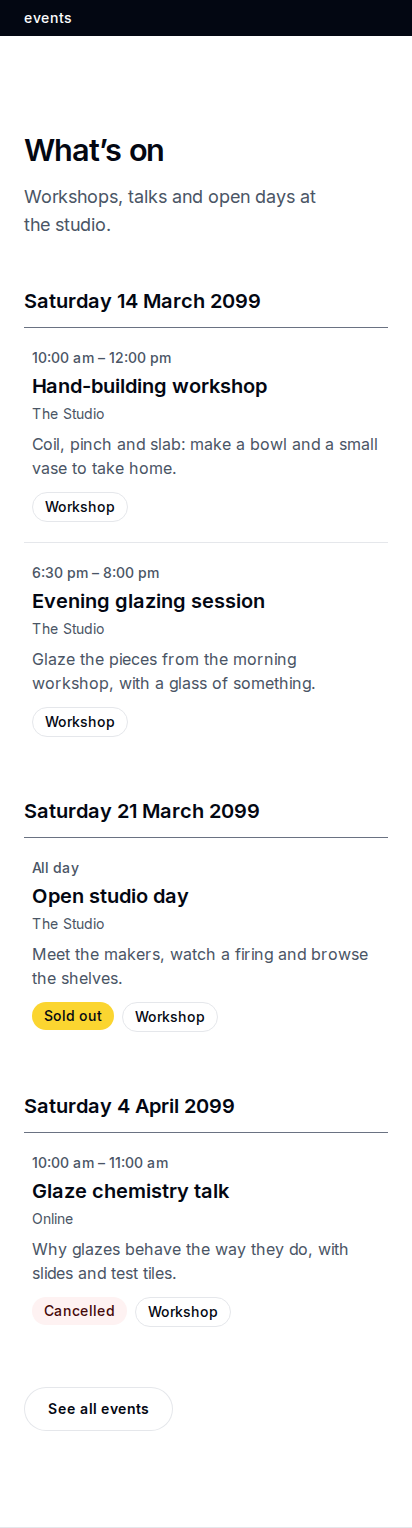 events
What’s on
Workshops, talks and open days at
the studio.
Saturday 14 March 2099
10:00 am – 12:00 pm
Hand-building workshop
The Studio
Coil, pinch and slab: make a bowl and a small
vase to take home.
Workshop
6:30 pm – 8:00 pm
Evening glazing session
The Studio
Glaze the pieces from the morning
workshop, with a glass of something.
Workshop
Saturday 21 March 2099
All day
Open studio day
The Studio
Meet the makers, watch a firing and browse
the shelves.
Sold out Workshop
Saturday 4 April 2099
10:00 am – 11:00 am
Glaze chemistry talk
Online
Why glazes behave the way they do, with
slides and test tiles.
Cancelled Workshop
See all events